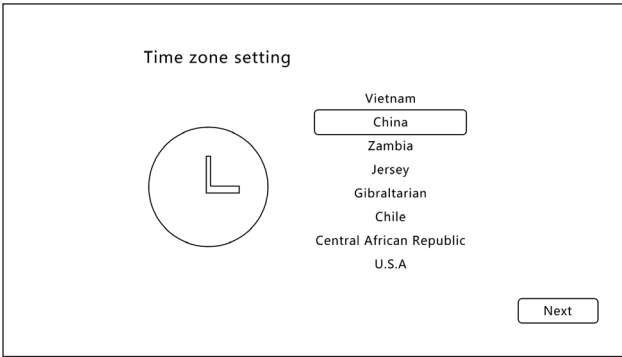 Time zone setting
Vietnam
China
Zambia
Jersey
Gibraltarian
Chile
Central African Republic
U.S.A
Next